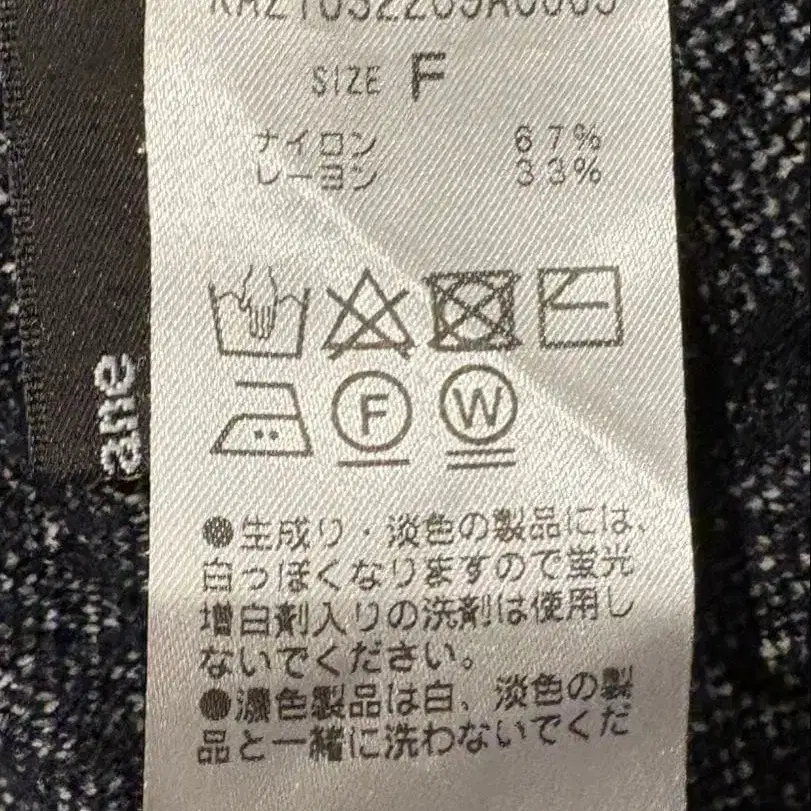 SIZE F
ナイロン 67%
レーヨン 33%
F
W
●生成り・淡色の製品には、
白っぽくなりますので蛍光
増白剤入りの洗剤は使用し
ないでください。
●濃色製品は白、淡色の製
品と一緒に洗わないでくだ